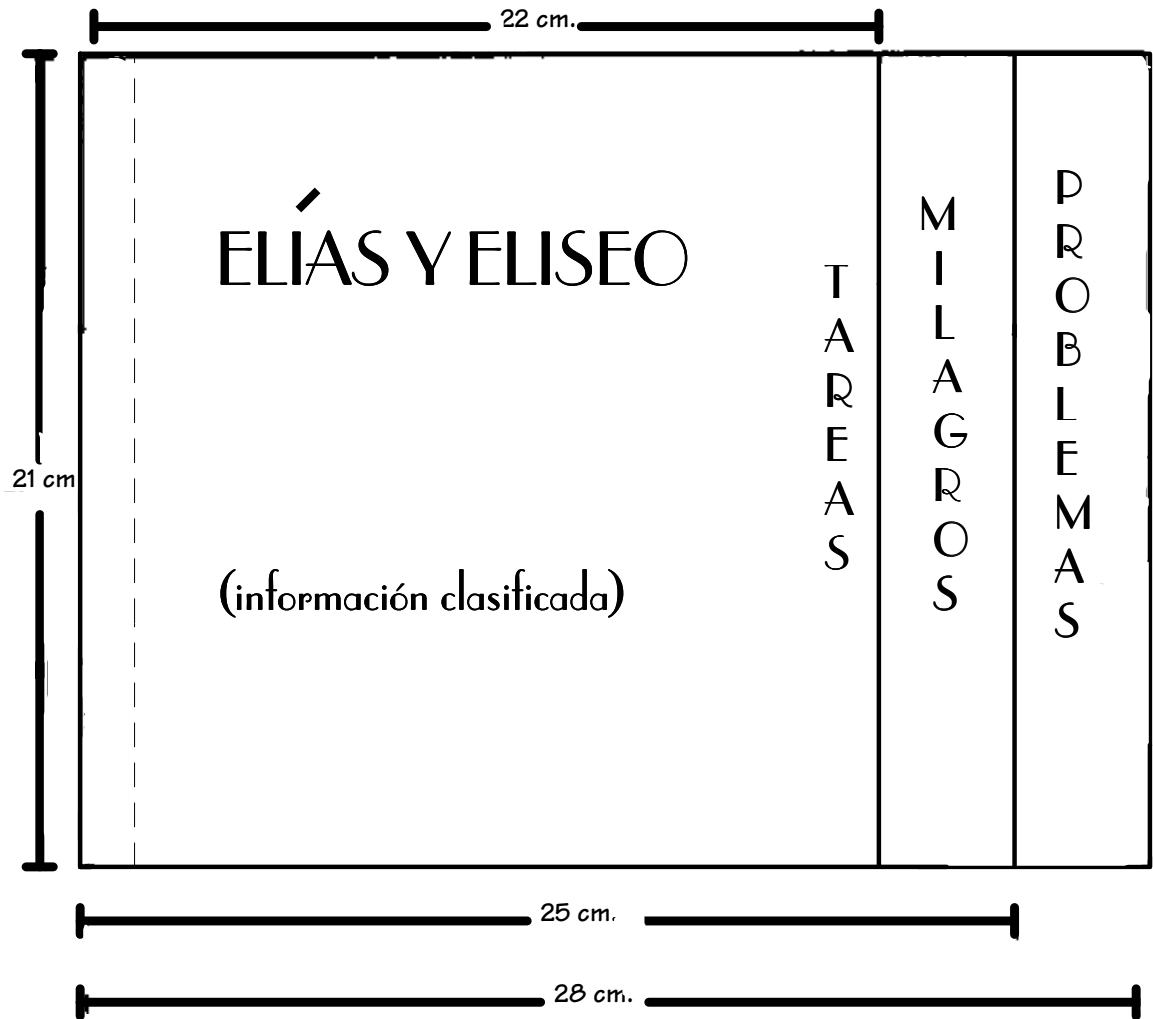 22 cm.
ELÍAS Y ELISEO
TAREAS
MILAGROS
PROBLEMAS
21 cm
(información clasificada)
25 cm.
28 cm.